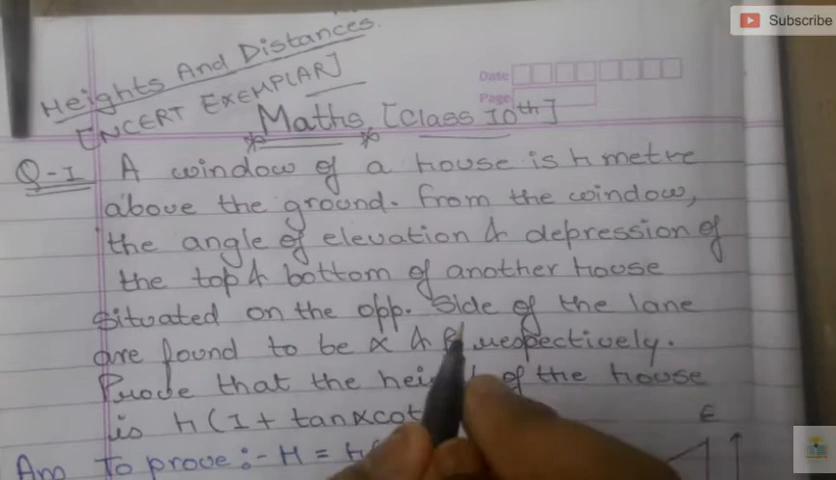 Subscribe
Heights And Distances.
[NCERT EXEMPLAR]
Date
Page
Maths [Class 10th]
Q-1 A window of a house is h metre
above the ground. From the window,
the angle of elevation & depression of
the top & bottom of another house
situated on the opp. side of the lane
are found to be α & β respectively.
Prove that the of the house
is h(1 + tanαcot
Ans To prove:- H = h
E